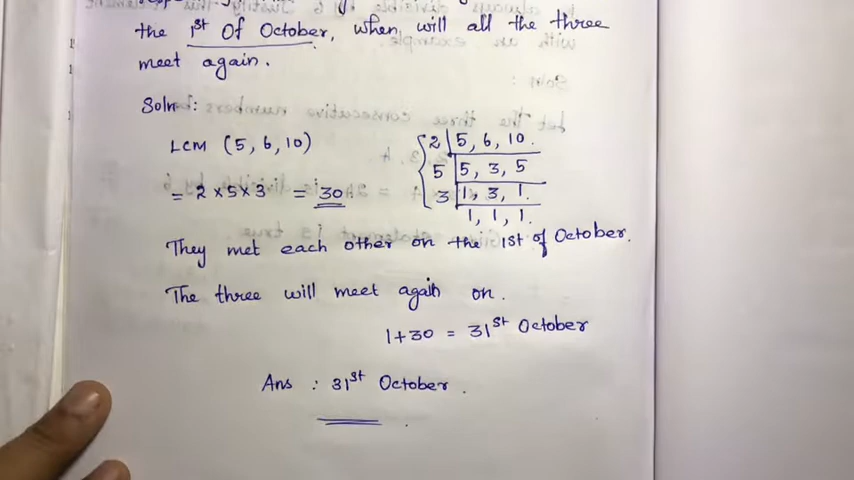 the 1st Of October, when will all the three
meet again.
Soln :
LCM (5, 6, 10)
= 2 x 5 x 3 = 30.
2 | 5, 6, 10.
5 | 5, 3, 5
3 | 1, 3, 1.
1, 1, 1.
They met each other on the 1st of October.
The three will meet again on.
1+30 = 31st October
Ans : 31st October.